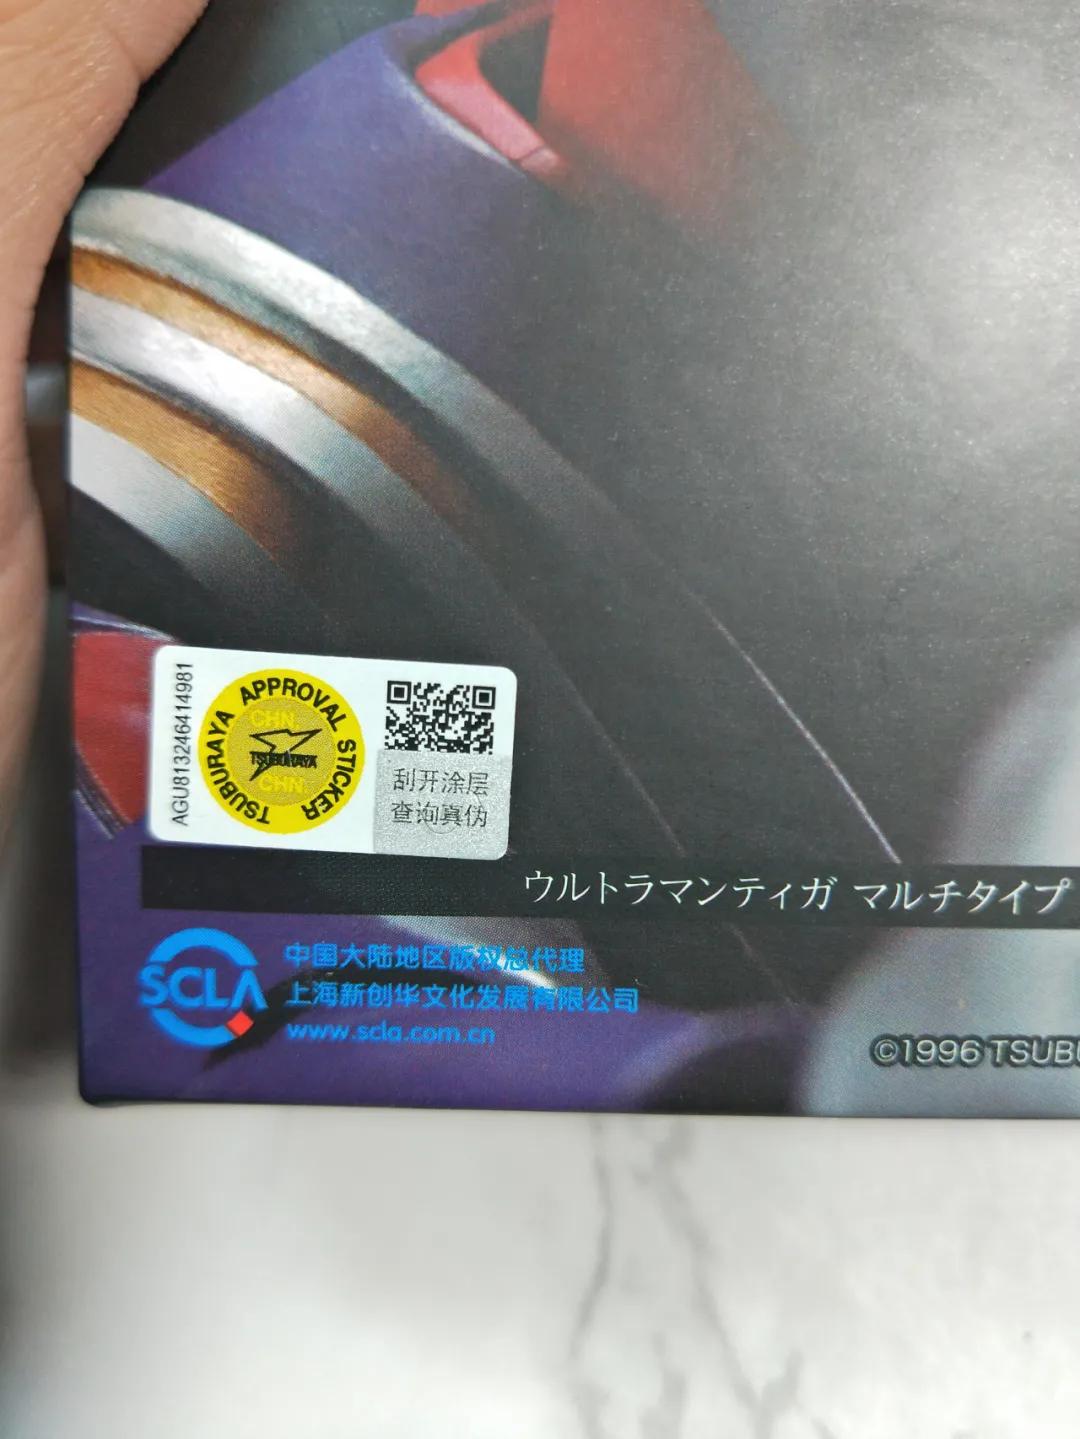 AGU813246414981
TSUBURAYA APPROVAL STICKER
CHN.
TSUBURAYA
CHN.
刮开涂层
查询真伪
ウルトラマンティガ マルチタイプ
SCLA
中国大陆地区版权总代理
上海新创华文化发展有限公司
www.scla.com.cn
©1996 TSUBU